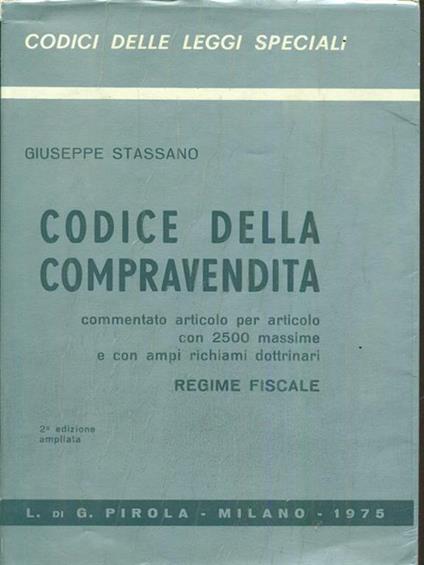 CODICI DELLE LEGGI SPECIALI
GIUSEPPE STASSANO
CODICE DELLA
COMPRAVENDITA
commentato articolo per articolo
con 2500 massime
e con ampi richiami dottrinari
REGIME FISCALE
2ª edizione
ampliata
L. DI G. PIROLA - MILANO - 1975